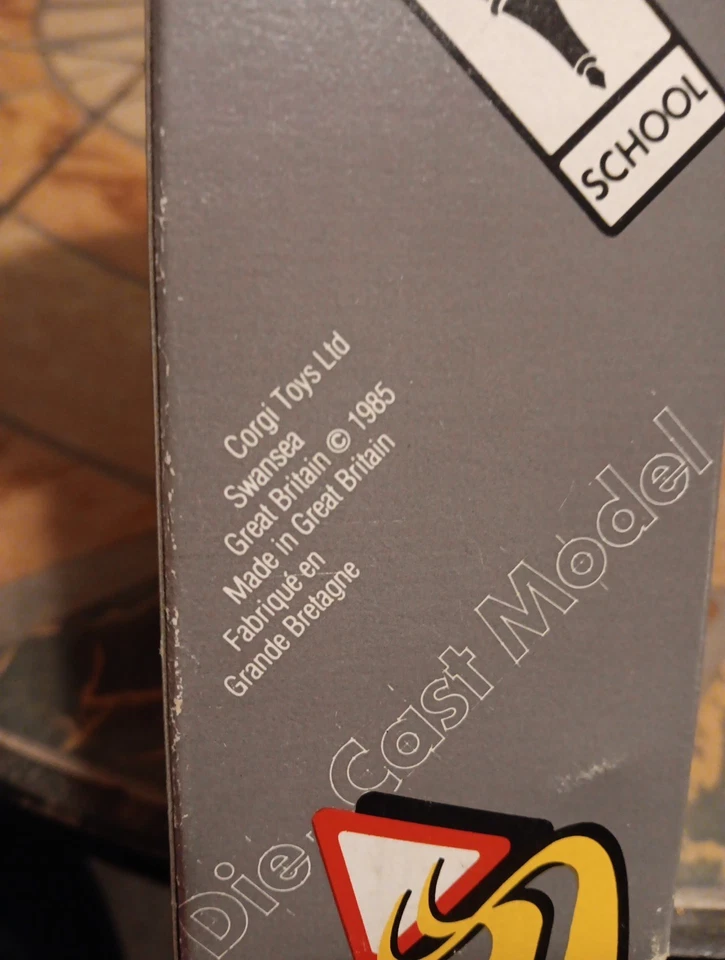 SCHOOL
Corgi Toys Ltd
Swansea
Great Britain © 1985
Made in Great Britain
Fabriqué en
Grande Bretagne
Die-Cast Model